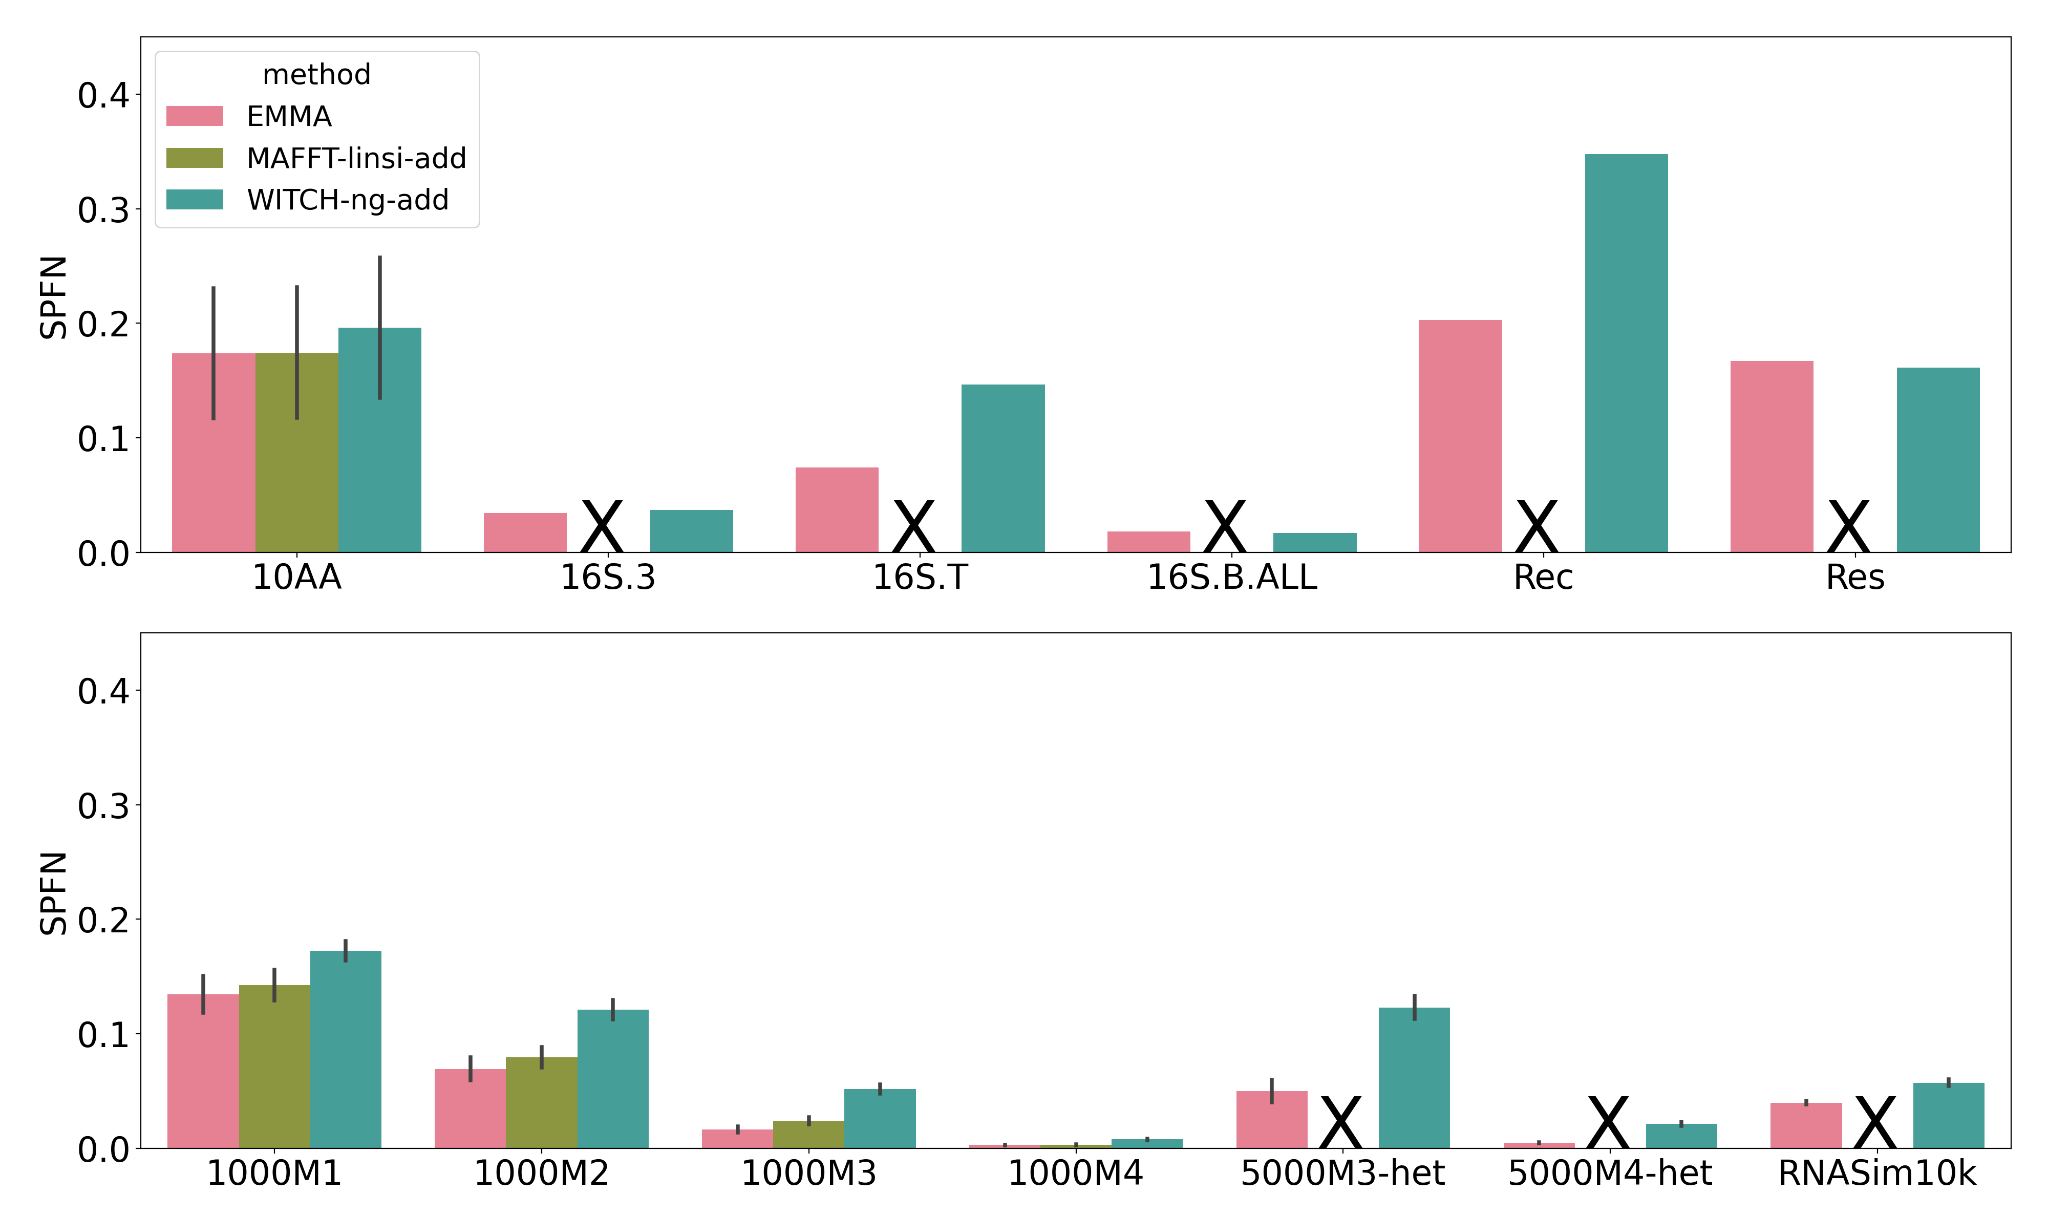 method
EMMA
MAFFT-linsi-add
WITCH-ng-add
SPFN
0.4
0.3
0.2
0.1
0.0
X X X X X
10AA 16S.3 16S.T 16S.B.ALL Rec Res
SPFN
0.4
0.3
0.2
0.1
0.0
X X X
1000M1 1000M2 1000M3 1000M4 5000M3-het 5000M4-het RNASim10k